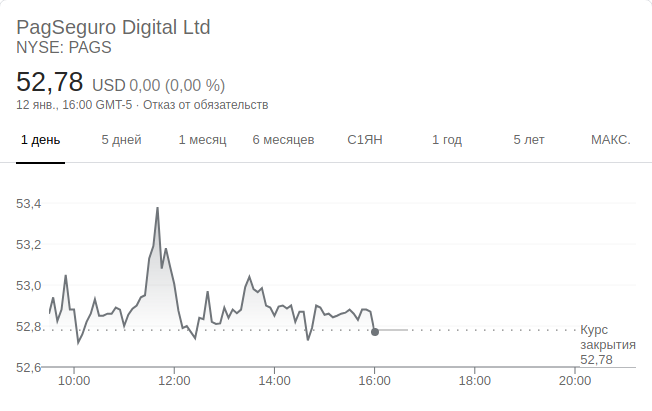 PagSeguro Digital Ltd
NYSE: PAGS
52,78 USD 0,00 (0,00 %)
12 янв., 16:00 GMT-5 · Отказ от обязательств
1 день 5 дней 1 месяц 6 месяцев С1ЯН 1 год 5 лет МАКС.
53,4
53,2
53,0
52,8
Курс
закрытия
52,78
52,6
10:00 12:00 14:00 16:00 18:00 20:00